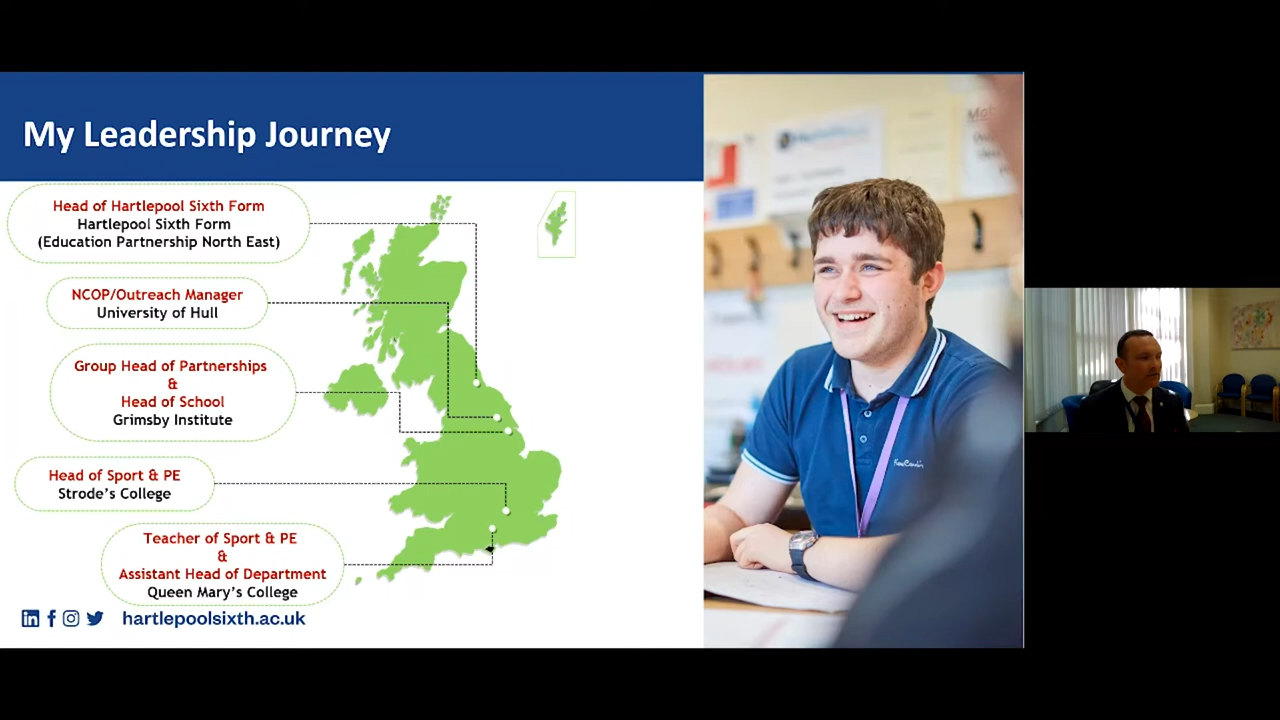 My Leadership Journey
Head of Hartlepool Sixth Form
Hartlepool Sixth Form
(Education Partnership North East)
NCOP/Outreach Manager
University of Hull
Group Head of Partnerships
&
Head of School
Grimsby Institute
Head of Sport & PE
Strode's College
Teacher of Sport & PE
&
Assistant Head of Department
Queen Mary's College
hartlepoolsixth.ac.uk